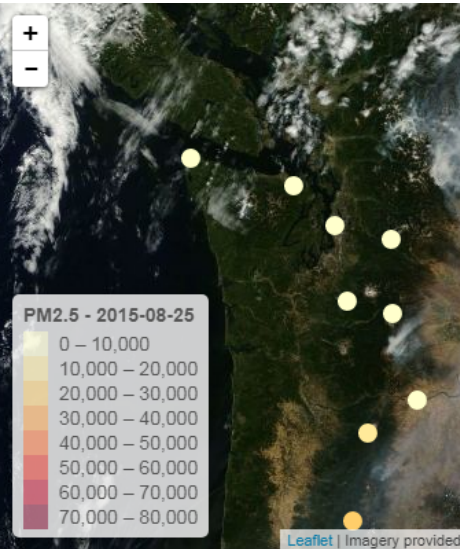 +
−
PM2.5 - 2015-08-25
0 – 10,000
10,000 – 20,000
20,000 – 30,000
30,000 – 40,000
40,000 – 50,000
50,000 – 60,000
60,000 – 70,000
70,000 – 80,000
Leaflet | Imagery provided